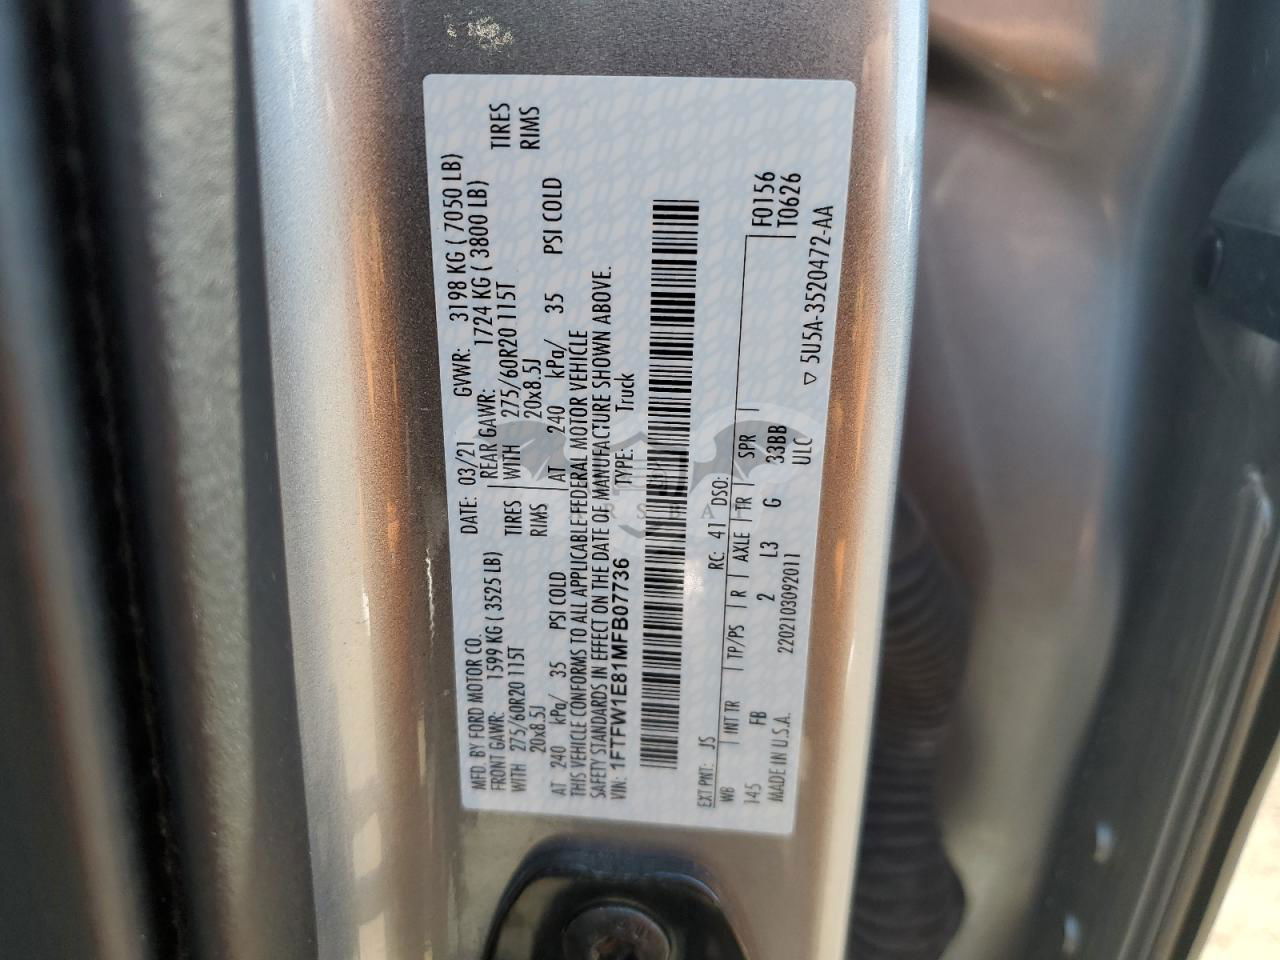 MFD. BY FORD MOTOR CO. DATE: 03/21 GVWR: 3198 KG ( 7050 LB)
FRONT GAWR: 1599 KG ( 3525 LB) REAR GAWR: 1724 KG ( 3800 LB)
WITH 275/60R20 115T TIRES WITH 275/60R20 115T TIRES
20x8.5J RIMS 20x8.5J RIMS
AT 240 kPa/ 35 PSI COLD AT 240 kPa/ 35 PSI COLD
THIS VEHICLE CONFORMS TO ALL APPLICABLE FEDERAL MOTOR VEHICLE
SAFETY STANDARDS IN EFFECT ON THE DATE OF MANUFACTURE SHOWN ABOVE.
VIN: 1FTFW1E81MFB07736 TYPE: Truck
EXT PNT: JS RC: 41 DSO: F0156
WB INT TR TP/PS R AXLE TR SPR T0626
145 FB 2 L3 G 33BB
MADE IN U.S.A. 2202103092011 ULC
▽ 5U5A-3520472-AA